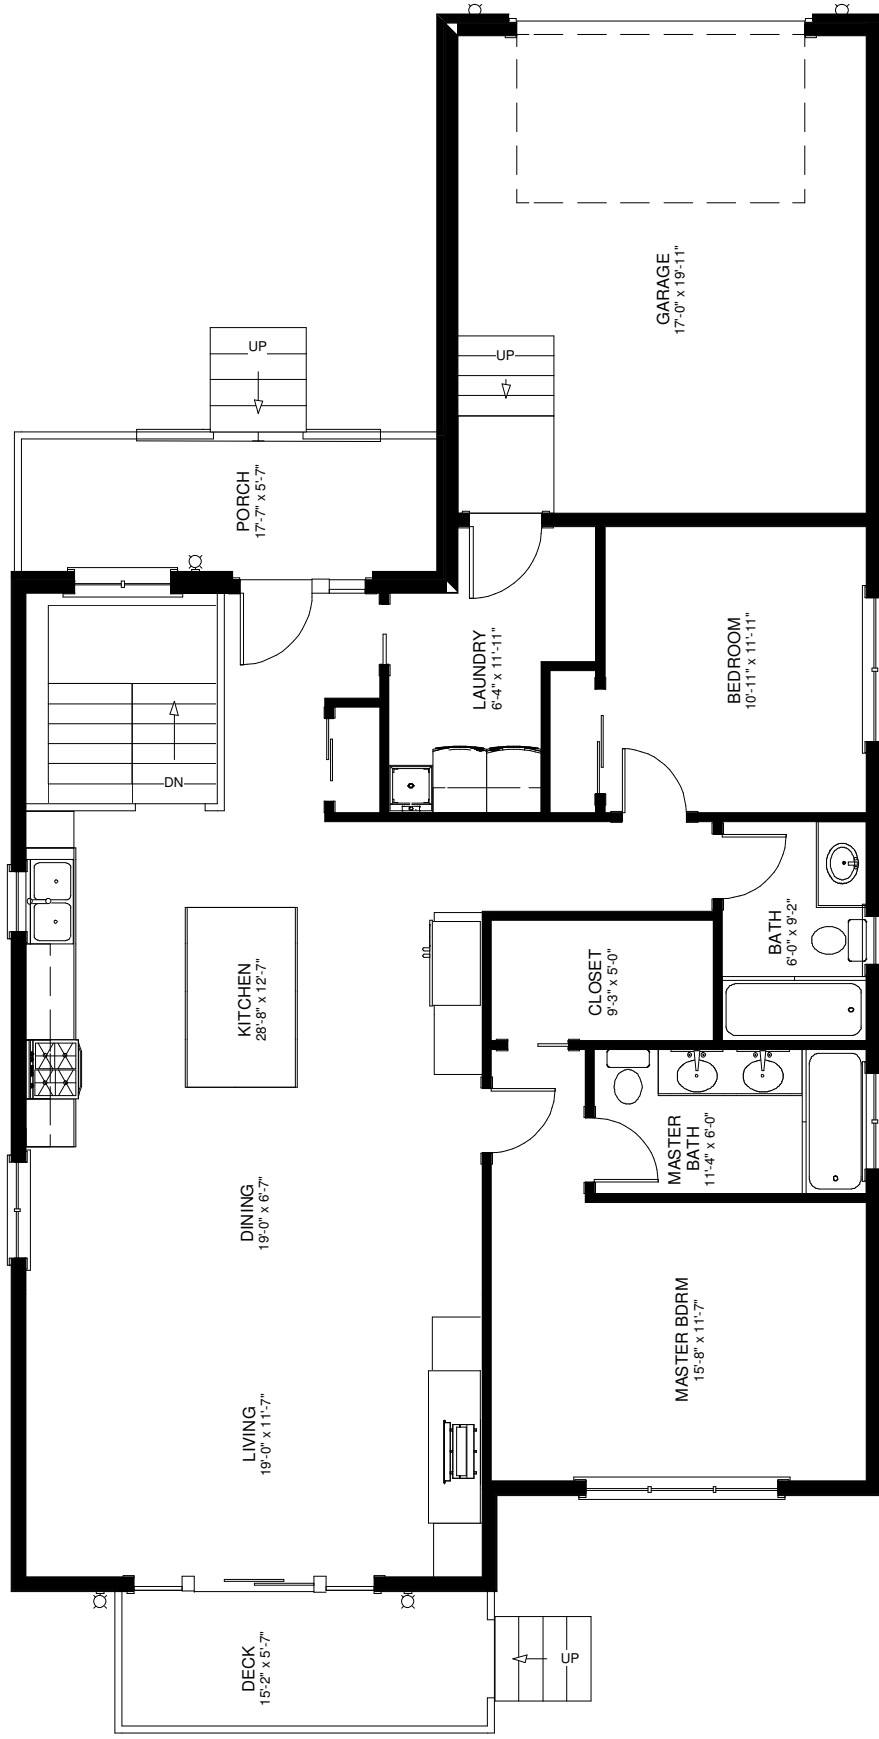 GARAGE
17'-0" x 19'-11"
UP
UP
PORCH
17'-7" x 5'-7"
LAUNDRY
6'-4" x 11'-11"
BEDROOM
10'-11" x 11'-11"
DN
KITCHEN
28'-8" x 12'-7"
CLOSET
9'-3" x 5'-0"
BATH
6'-0" x 9'-2"
MASTER
BATH
11'-4" x 6'-0"
DINING
19'-0" x 6'-7"
MASTER BDRM
15'-8" x 11'-7"
LIVING
19'-0" x 11'-7"
DECK
15'-2" x 5'-7"
UP